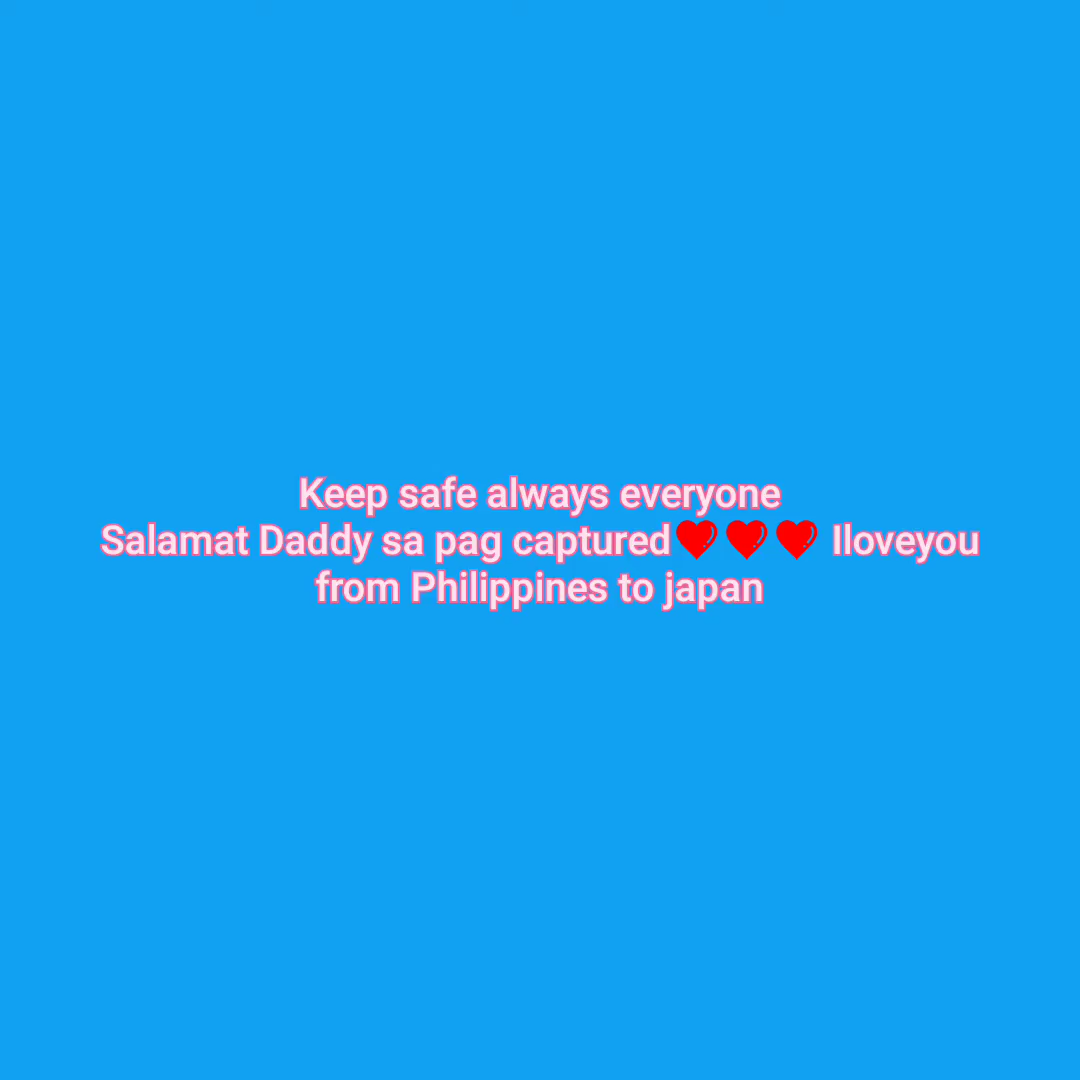 Keep safe always everyone
Salamat Daddy sa pag captured❤️❤️❤️ Iloveyou
from Philippines to japan